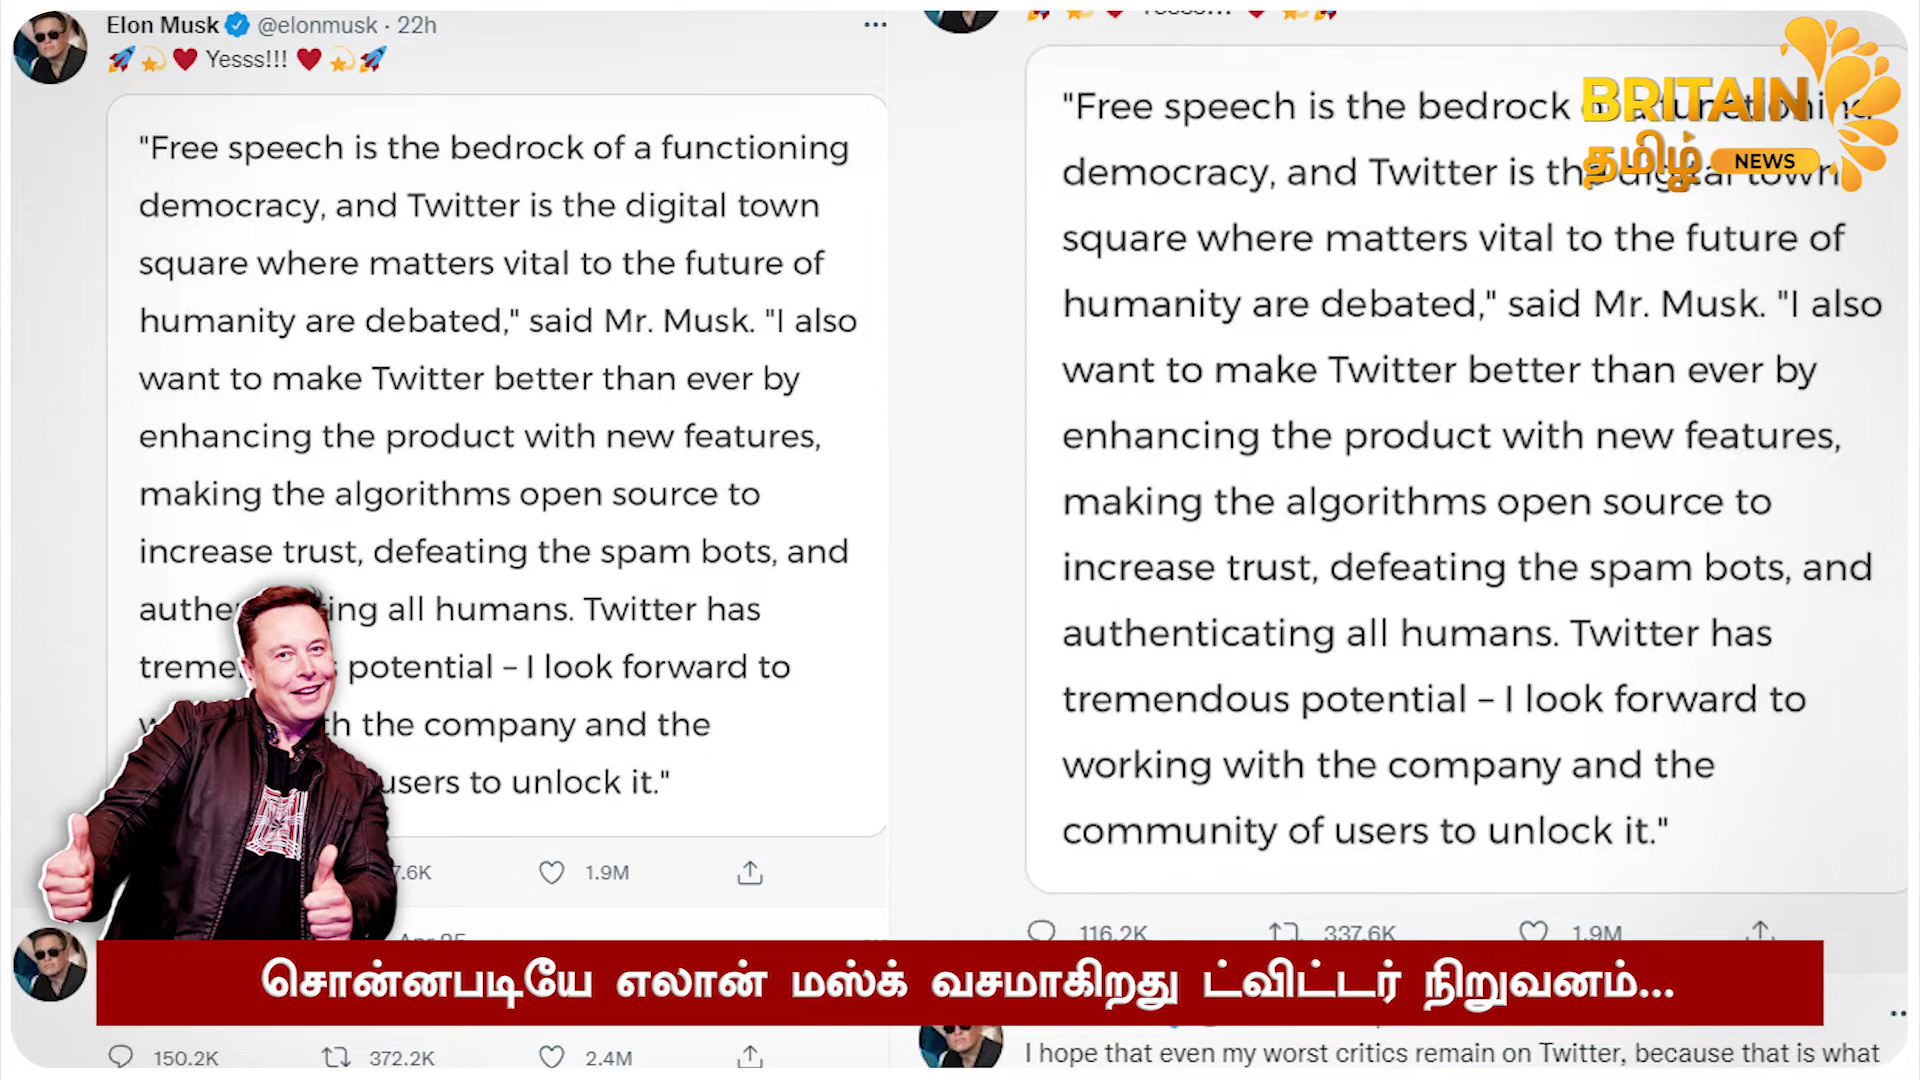 Elon Musk @elonmusk · 22h
Yesss!!!
"Free speech is the bedrock of a functioning
democracy, and Twitter is the digital town
square where matters vital to the future of
humanity are debated," said Mr. Musk. "I also
want to make Twitter better than ever by
enhancing the product with new features,
making the algorithms open source to
increase trust, defeating the spam bots, and
all humans. Twitter has
potential – I look forward to
the company and the
users to unlock it."
1.9M
150.2K 372.2K 2.4M
"Free speech is the bedrock
democracy, and Twitter is the digital town
square where matters vital to the future of
humanity are debated," said Mr. Musk. "I also
want to make Twitter better than ever by
enhancing the product with new features,
making the algorithms open source to
increase trust, defeating the spam bots, and
authenticating all humans. Twitter has
tremendous potential – I look forward to
working with the company and the
community of users to unlock it."
116.2K 337.6K 1.9M
I hope that even my worst critics remain on Twitter, because that is what
BRITAIN
தமிழ் NEWS
சொன்னபடியே எலான் மஸ்க் வசமாகிறது ட்விட்டர் நிறுவனம்...